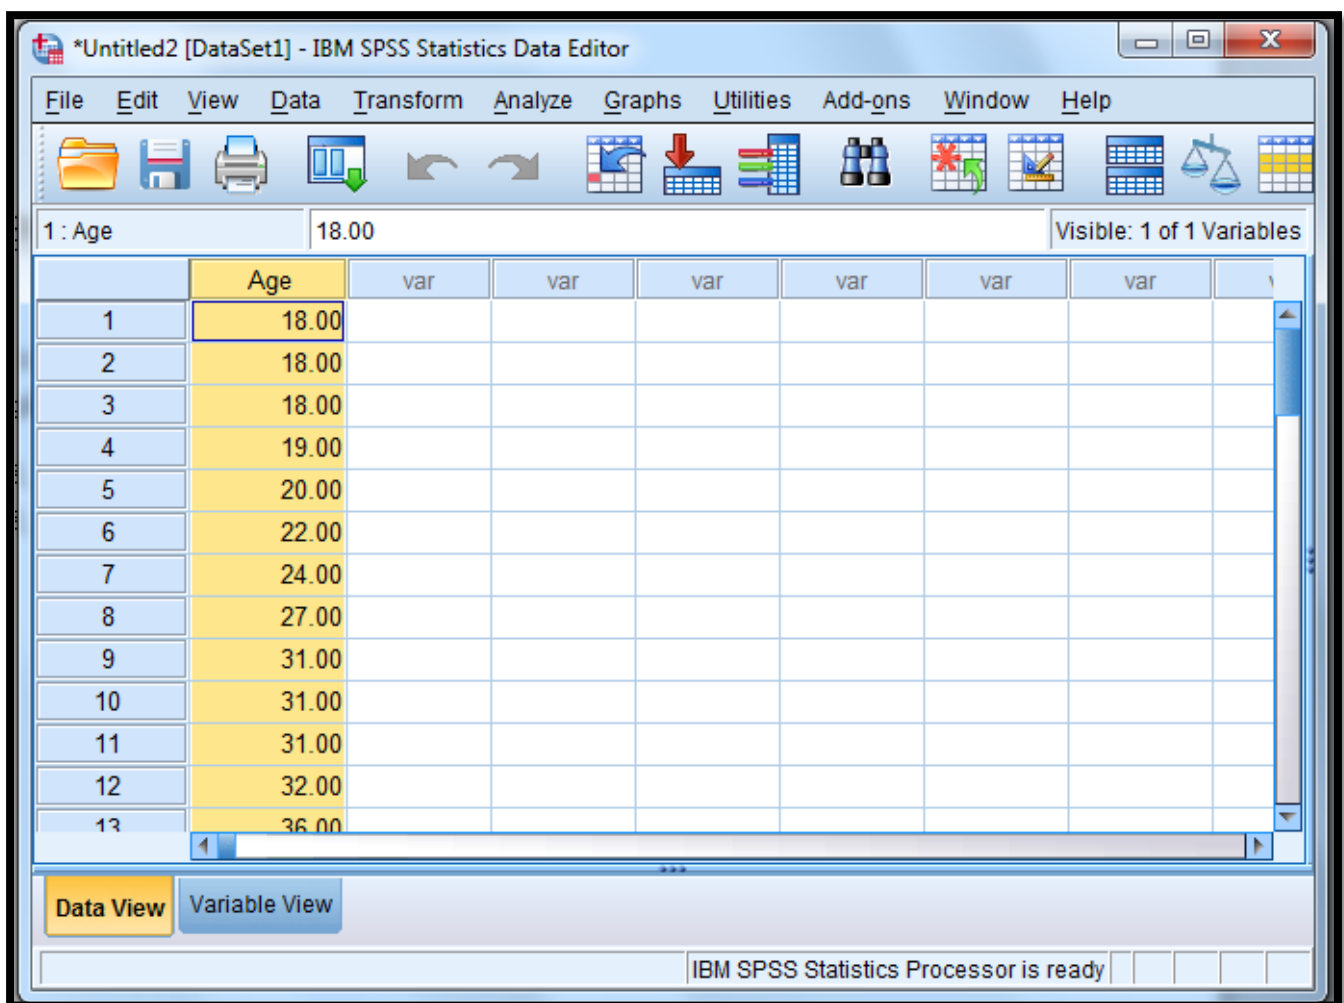 *Untitled2 [DataSet1] - IBM SPSS Statistics Data Editor
File Edit View Data Transform Analyze Graphs Utilities Add-ons Window Help
1 : Age 18.00 Visible: 1 of 1 Variables
Age var var var var var var
1 18.00
2 18.00
3 18.00
4 19.00
5 20.00
6 22.00
7 24.00
8 27.00
9 31.00
10 31.00
11 31.00
12 32.00
13 36.00
Data View Variable View
IBM SPSS Statistics Processor is ready